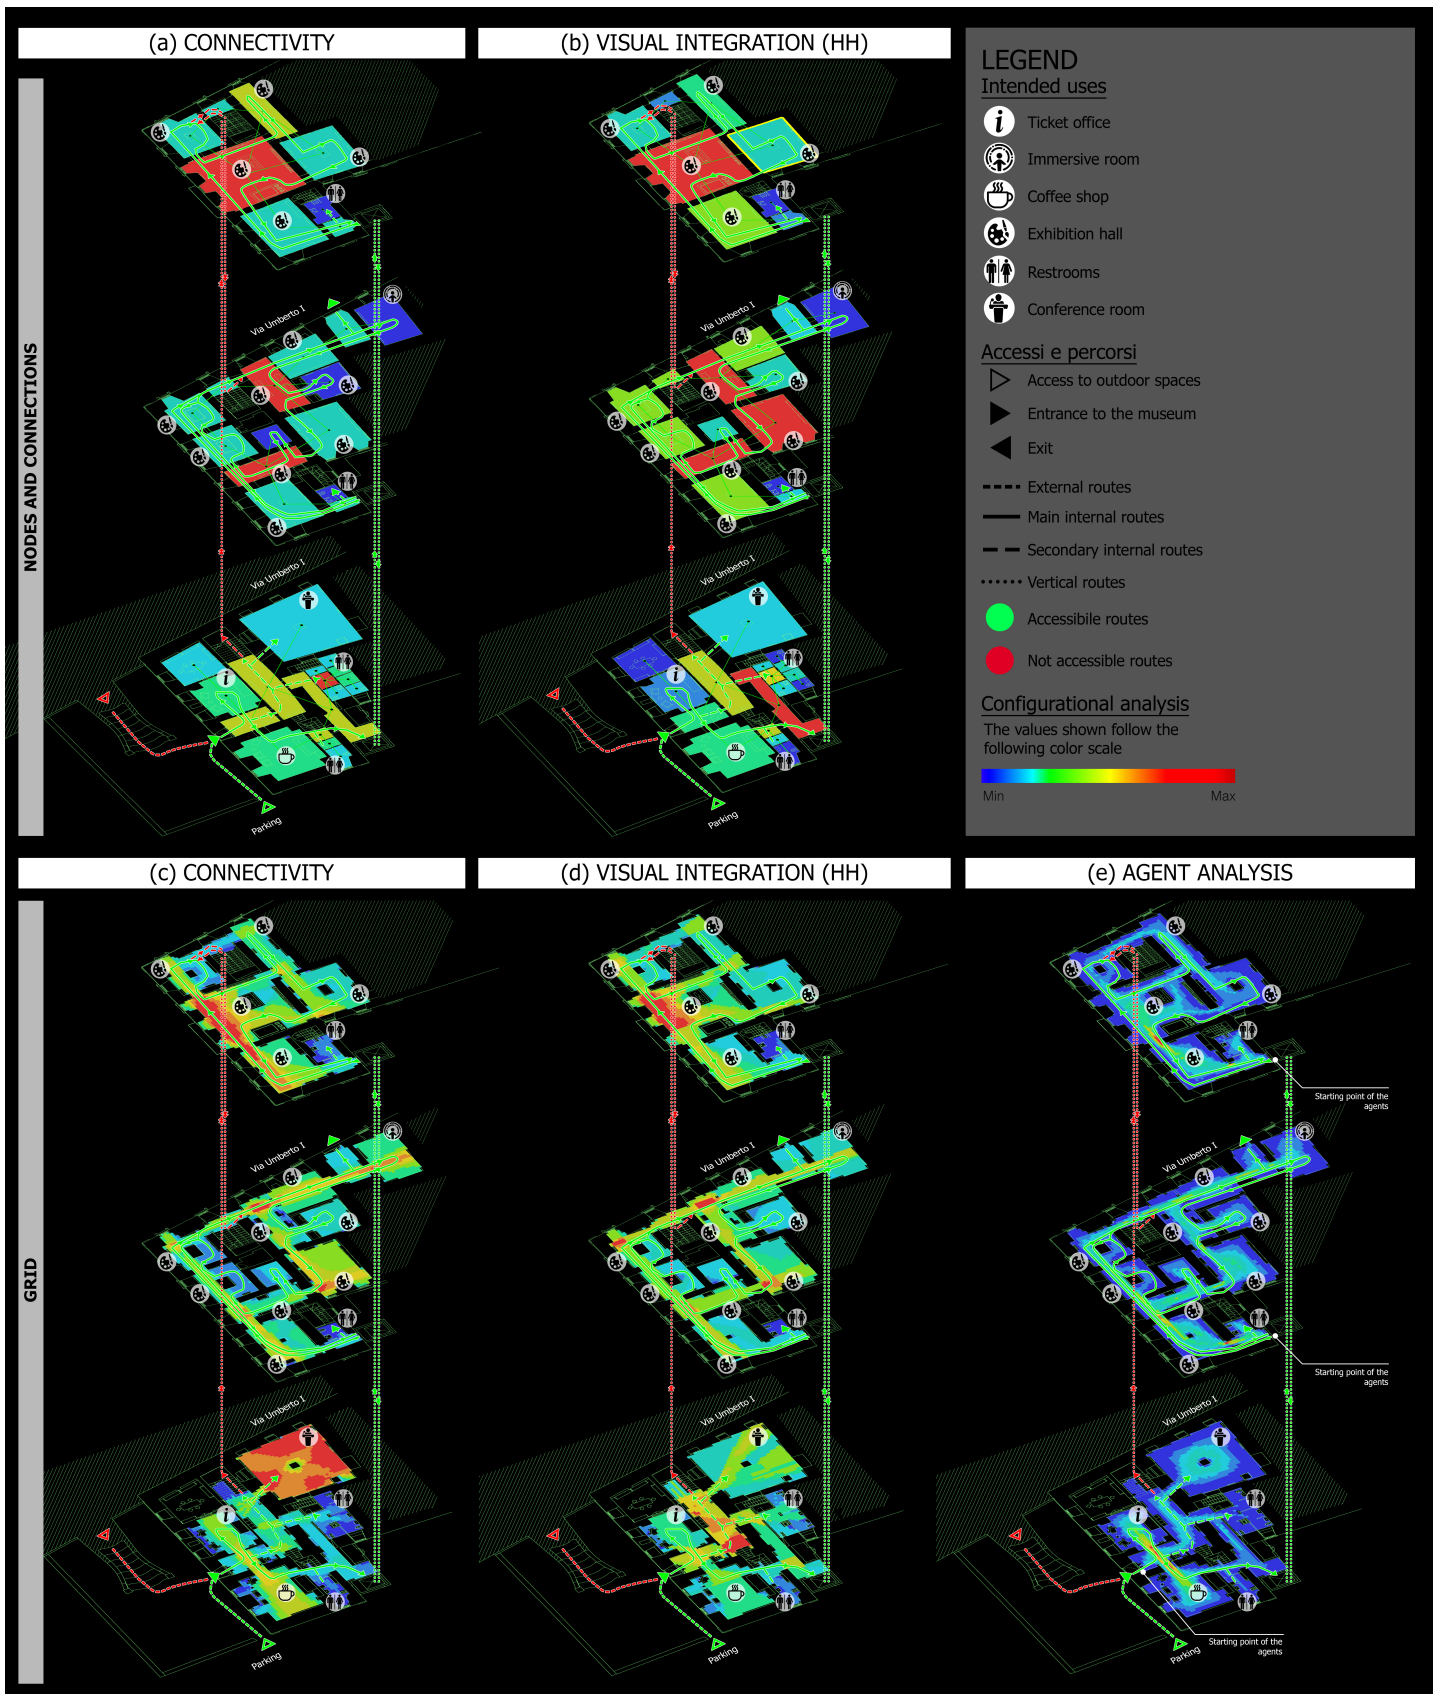 (a) CONNECTIVITY
(b) VISUAL INTEGRATION (HH)
LEGEND
Intended uses
Ticket office
Immersive room
Coffee shop
Exhibition hall
Restrooms
Conference room
Accessi e percorsi
Access to outdoor spaces
Entrance to the museum
Exit
External routes
Main internal routes
Secondary internal routes
Vertical routes
Accessibile routes
Not accessible routes
Configurational analysis
The values shown follow the
following color scale
Min
Max
NODES AND CONNECTIONS
Via Umberto I
Via Umberto I
i
Parking
Via Umberto I
Via Umberto I
i
Parking
(c) CONNECTIVITY
(d) VISUAL INTEGRATION (HH)
(e) AGENT ANALYSIS
GRID
Via Umberto I
Via Umberto I
i
Parking
Via Umberto I
Via Umberto I
i
Parking
Starting point of the
agents
Via Umberto I
Starting point of the
agents
Via Umberto I
i
Starting point of the
agents
Parking